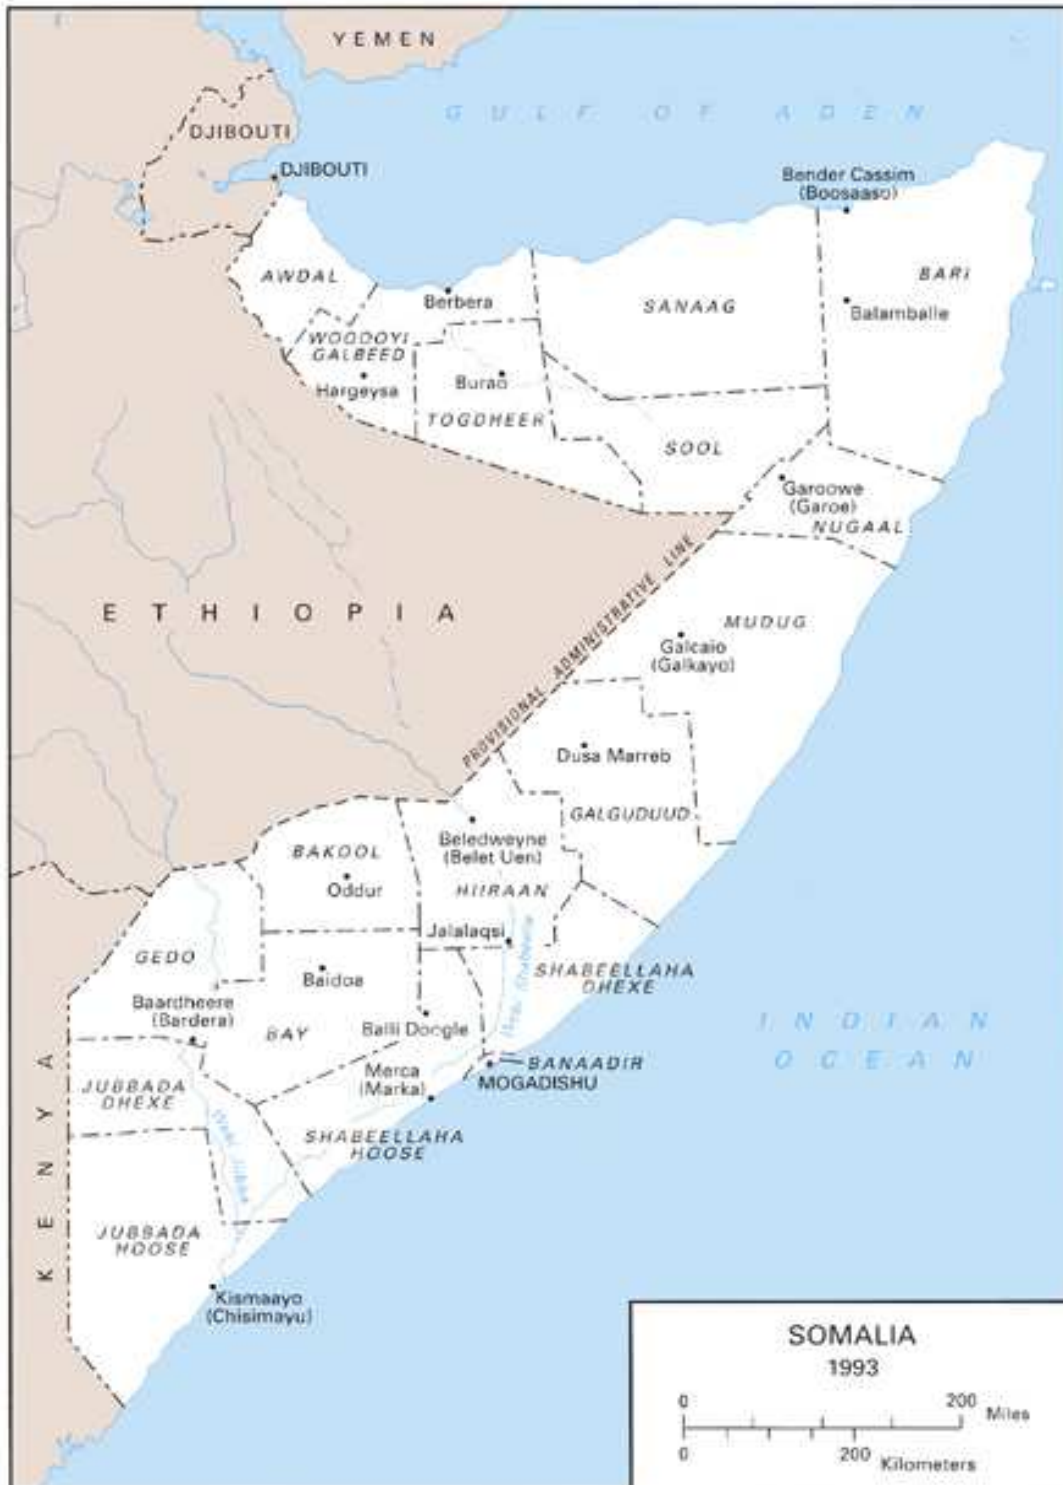 YEMEN
GULF OF ADEN
DJIBOUTI
DJIBOUTI
Bender Cassim
(Boosaaso)
AWDAL
BARI
Berbera
SANAAG
Balamballe
WOQOOYI
GALBEED
Hargeysa
Burao
TOGDHEER
SOOL
Garoowe
(Garoe)
NUGAAL
PROVISIONAL ADMINISTRATIVE LINE
ETHIOPIA
MUDUG
Galcaio
(Galkayo)
Dusa Marreb
GALGUDUUD
Beledweyne
(Belet Uen)
BAKOOL
Oddur
HIIRAAN
Jalalaqsi
GEDO
SHABEELLAHA
DHEXE
Baidoa
Baardheere
(Bardera)
Balli Doogle
BAY
INDIAN
OCEAN
BANAADIR
MOGADISHU
Merca
(Marka)
JUBBADA
DHEXE
SHABEELLAHA
HOOSE
KENYA
JUBBADA
HOOSE
Kismaayo
(Chisimayu)
SOMALIA
1993
0 200 Miles
0 200 Kilometers